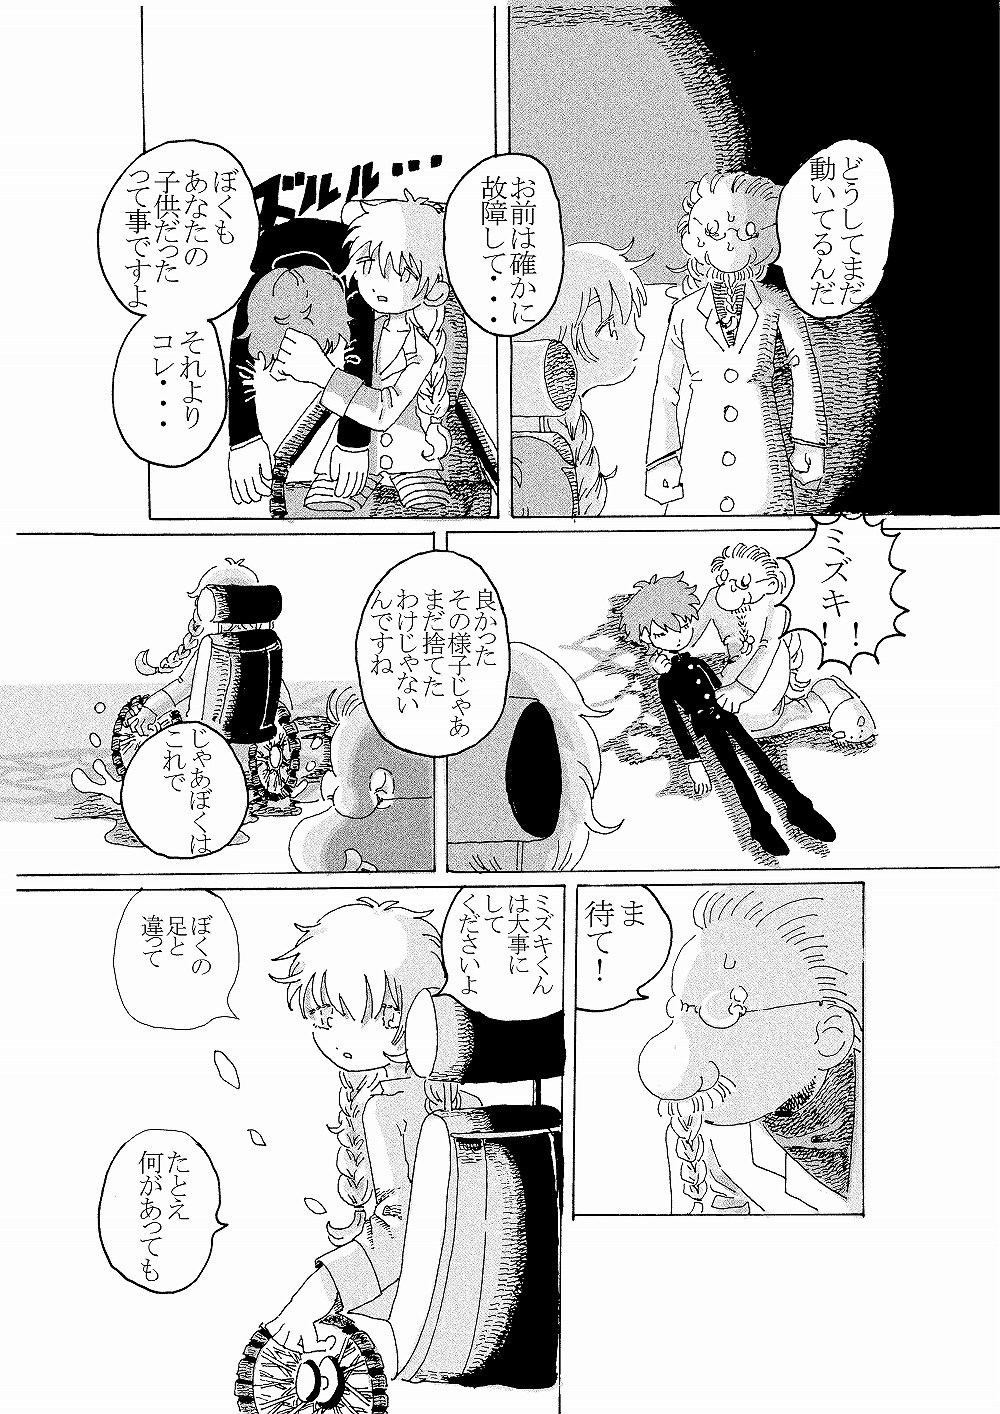 どうしてまだ
動いてるんだ
お前は確かに
故障して・・・
ズルルル・・・
ぼくも
あなたの
子供だった
って事ですよ
それより
コレ・・・
ミズキ！！
良かった
その様子じゃあ
まだ捨てた
わけじゃない
んですね
じゃあぼくは
これで
ま
待て！
ミズキくん
は大事に
して
くださいよ
ぼくの
足と
違って
たとえ
何があっても